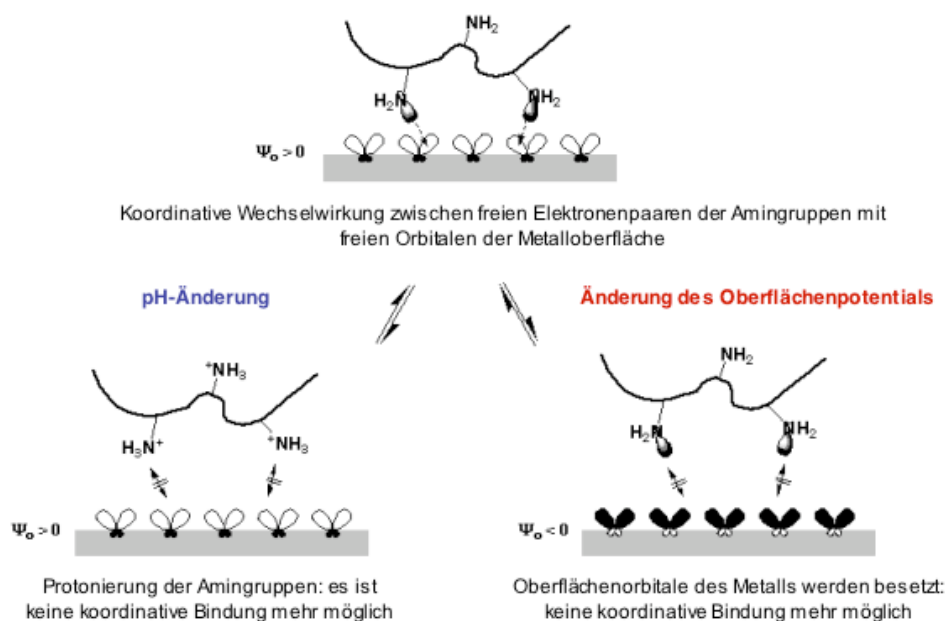 NH₂
H₂N
NH₂
Ψₒ > 0
Koordinative Wechselwirkung zwischen freien Elektronenpaaren der Amingruppen mit
freien Orbitalen der Metalloberfläche
pH-Änderung
Änderung des Oberflächenpotentials
⁺NH₃
H₃N⁺
⁺NH₃
Ψₒ > 0
Protonierung der Amingruppen: es ist
keine koordinative Bindung mehr möglich
NH₂
H₂N
NH₂
Ψₒ < 0
Oberflächenorbitale des Metalls werden besetzt:
keine koordinative Bindung mehr möglich